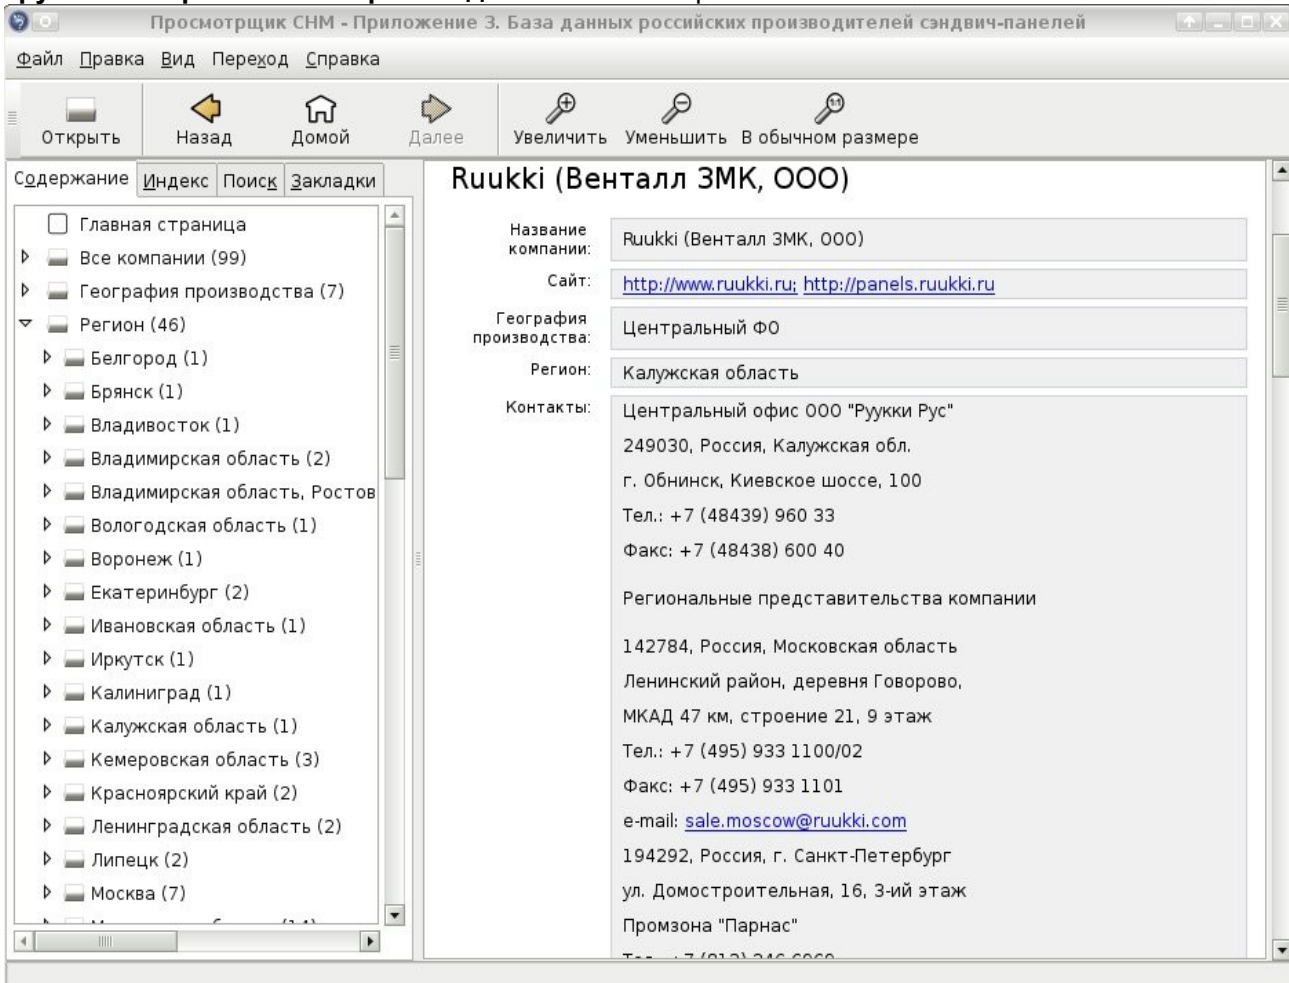 Просмотрщик CHM - Приложение 3. База данных российских производителей сэндвич-панелей
Файл Правка Вид Переход Справка
Открыть Назад Домой Далее Увеличить Уменьшить В обычном размере
Содержание Индекс Поиск Закладки
Главная страница
Все компании (99)
География производства (7)
Регион (46)
Белгород (1)
Брянск (1)
Владивосток (1)
Владимирская область (2)
Владимирская область, Ростов
Вологодская область (1)
Воронеж (1)
Екатеринбург (2)
Ивановская область (1)
Иркутск (1)
Калининград (1)
Калужская область (1)
Кемеровская область (3)
Красноярский край (2)
Ленинградская область (2)
Липецк (2)
Москва (7)
Ruukki (Венталл ЗМК, ООО)
Название
компании:
Ruukki (Венталл ЗМК, ООО)
Сайт:
http://www.ruukki.ru; http://panels.ruukki.ru
География
производства:
Центральный ФО
Регион:
Калужская область
Контакты:
Центральный офис ООО "Руукки Рус"
249030, Россия, Калужская обл.
г. Обнинск, Киевское шоссе, 100
Тел.: +7 (48439) 960 33
Факс: +7 (48438) 600 40
Региональные представительства компании
142784, Россия, Московская область
Ленинский район, деревня Говорово,
МКАД 47 км, строение 21, 9 этаж
Тел.: +7 (495) 933 1100/02
Факс: +7 (495) 933 1101
e-mail: sale.moscow@ruukki.com
194292, Россия, г. Санкт-Петербург
ул. Домостроительная, 16, 3-ий этаж
Промзона "Парнас"